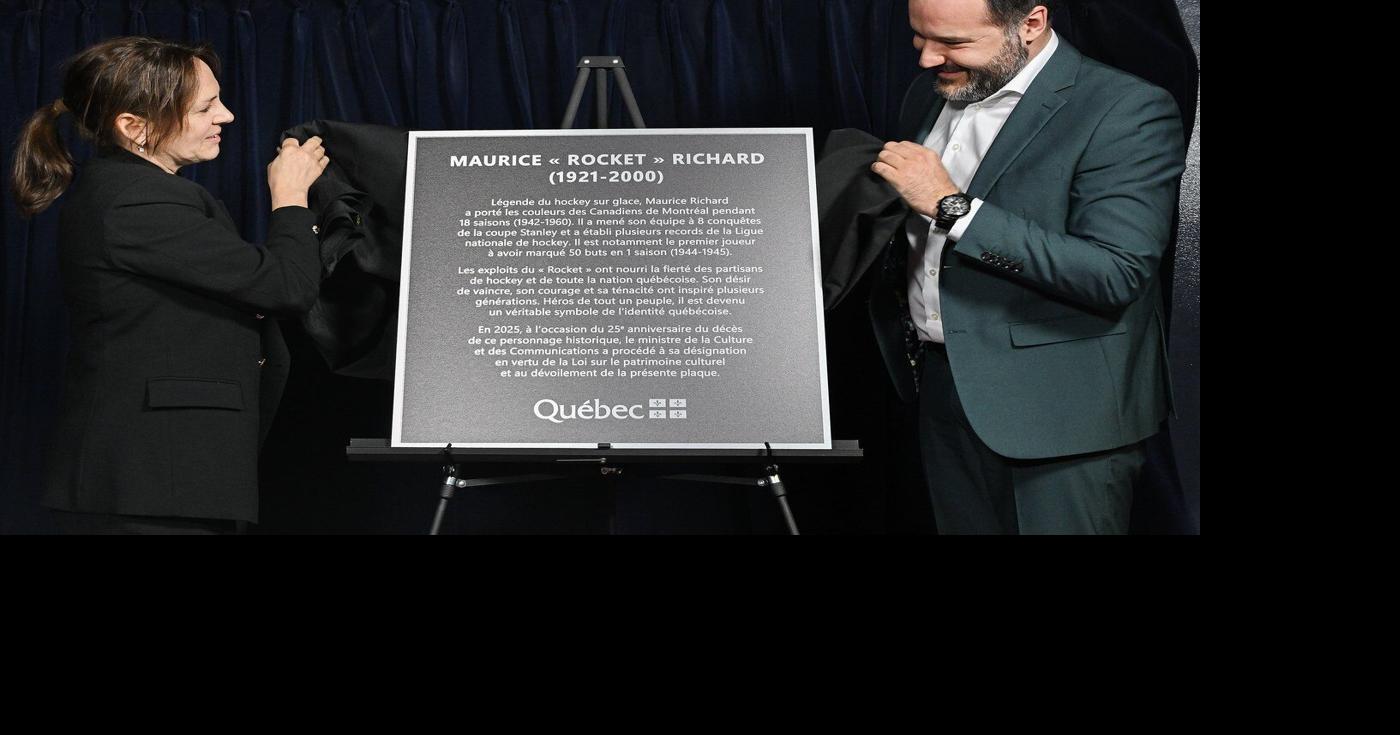 MAURICE « ROCKET » RICHARD
(1921-2000)
Légende du hockey sur glace, Maurice Richard
a porté les couleurs des Canadiens de Montréal pendant
18 saisons (1942-1960). Il a mené son équipe à 8 conquêtes
de la coupe Stanley et a établi plusieurs records de la Ligue
nationale de hockey. Il est notamment le premier joueur
à avoir marqué 50 buts en 1 saison (1944-1945).
Les exploits du « Rocket » ont nourri la fierté des partisans
de hockey et de toute la nation québécoise. Son désir
de vaincre, son courage et sa ténacité ont inspiré plusieurs
générations. Héros de tout un peuple, il est devenu
un véritable symbole de l'identité québécoise.
En 2025, à l'occasion du 25e anniversaire du décès
de ce personnage historique, le ministre de la Culture
et des Communications a procédé à sa désignation
en vertu de la Loi sur le patrimoine culturel
et au dévoilement de la présente plaque.
Québec